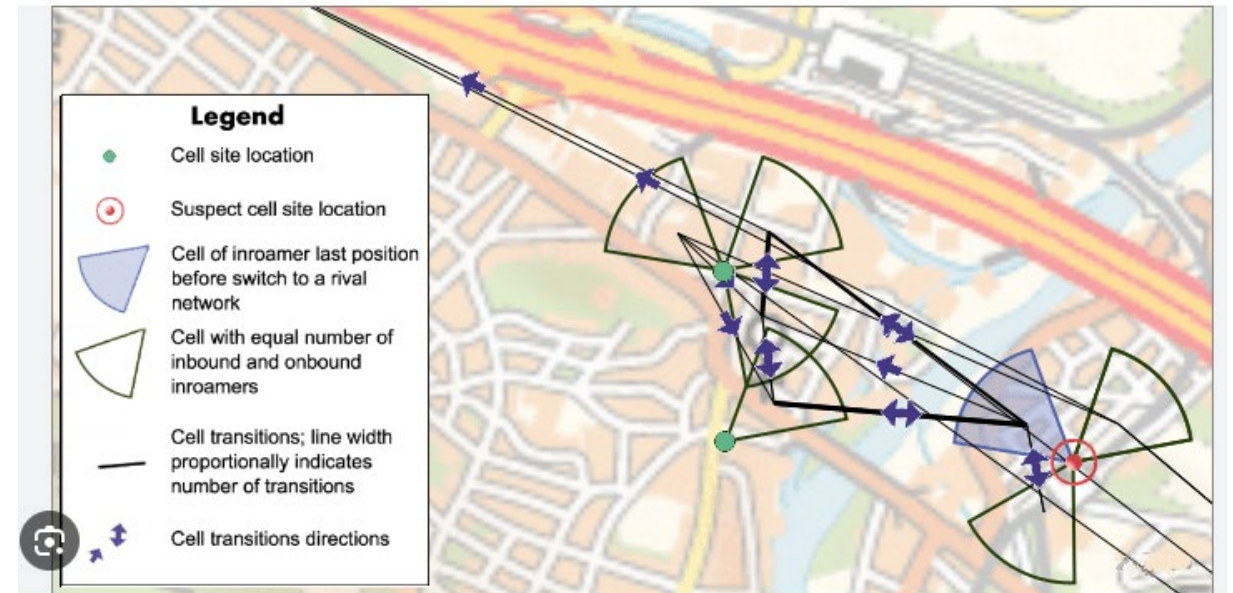 Legend
Cell site location
Suspect cell site location
Cell of inroamer last position
before switch to a rival
network
Cell with equal number of
inbound and onbound
inroamers
Cell transitions; line width
proportionally indicates
number of transitions
Cell transitions directions